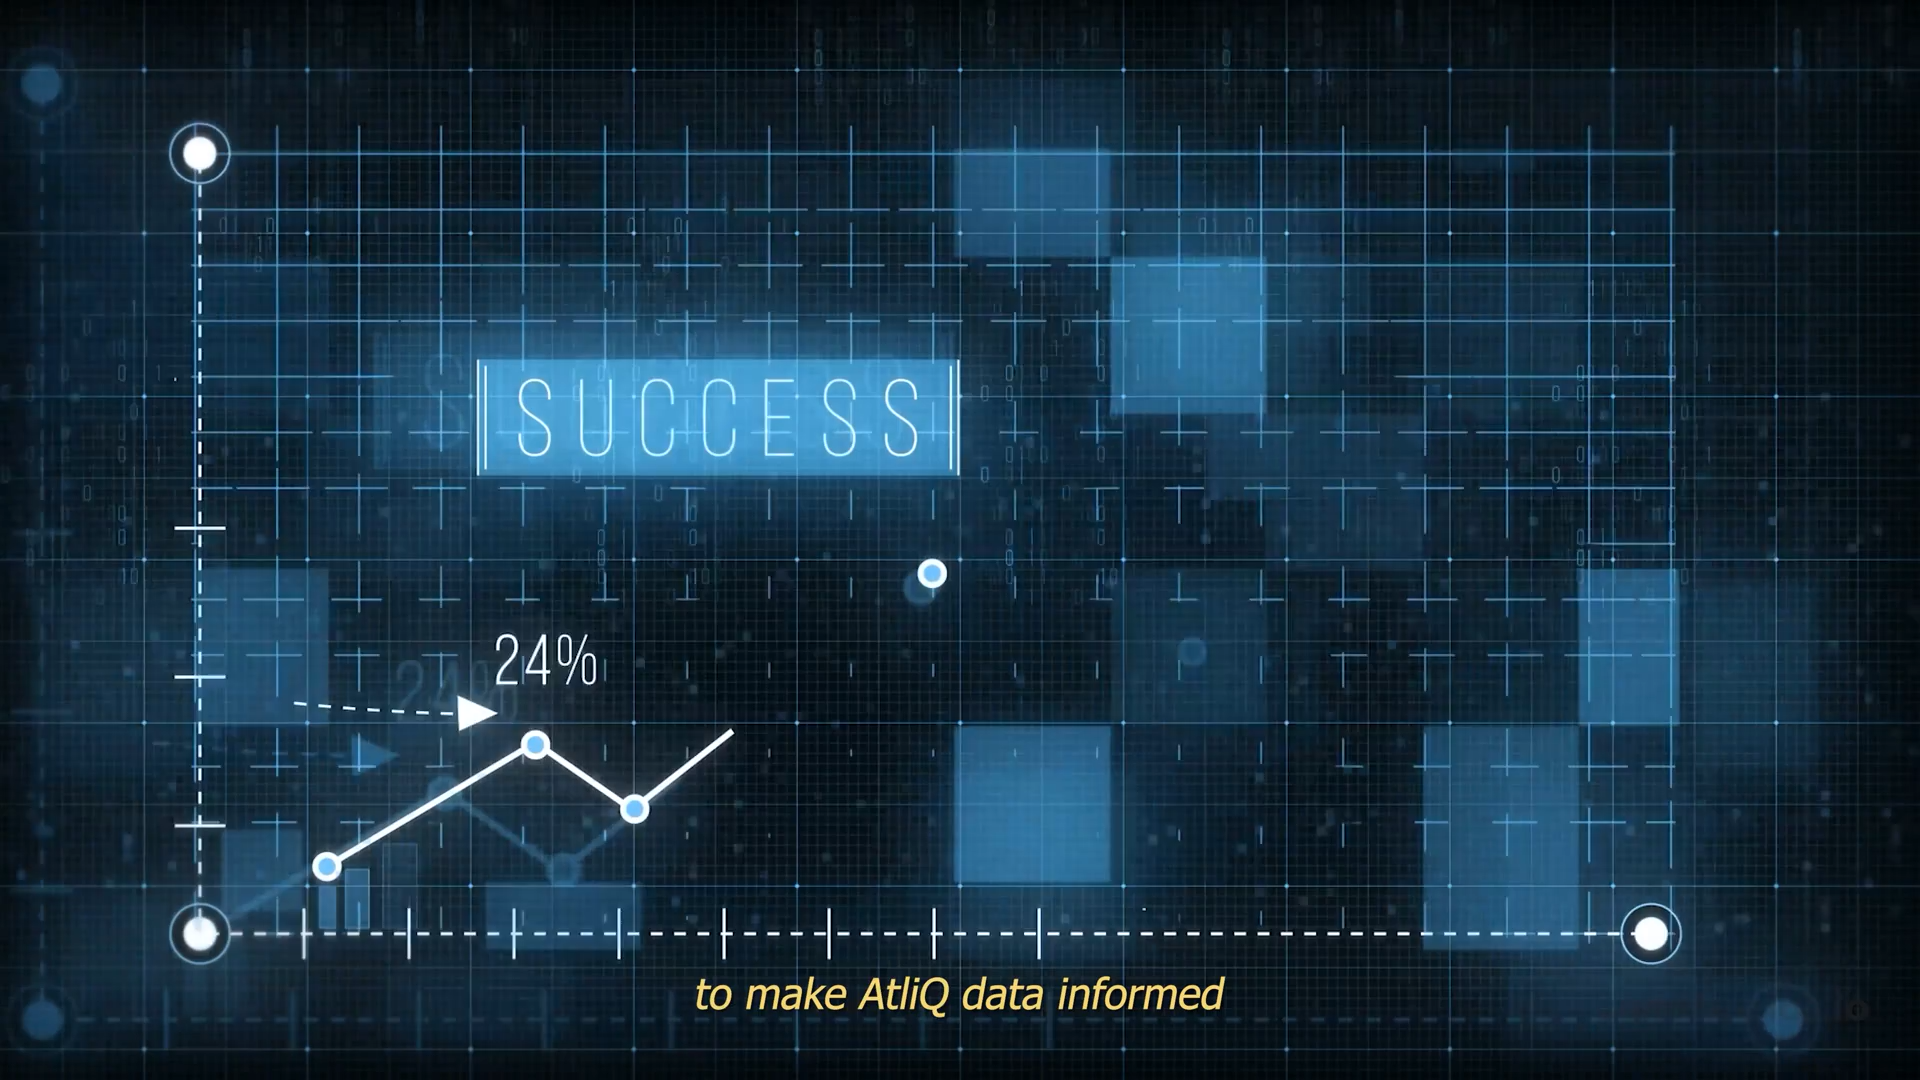 SUCCESS
24%
to make AtliQ data informed